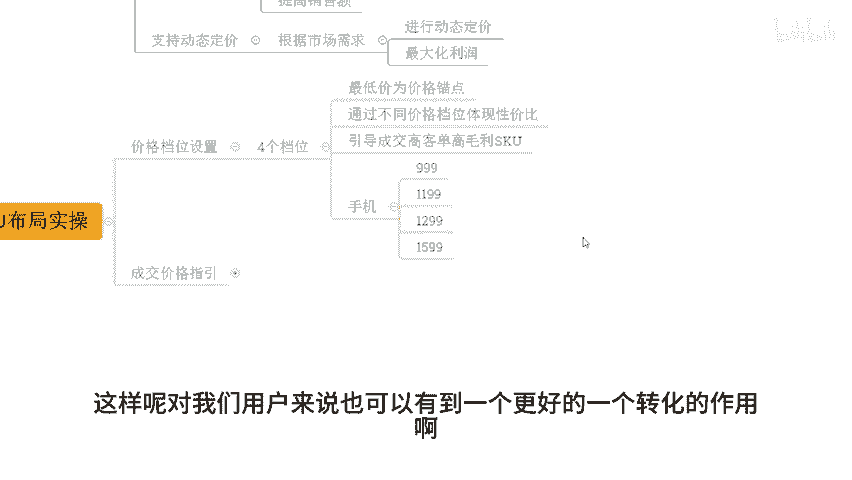 提高销售额
支持动态定价
根据市场需求
进行动态定价
最大化利润
最低价为价格锚点
通过不同价格档位体现性价比
引导成交高客单高毛利SKU
价格档位设置
4个档位
手机
999
1199
1299
1599
U布局实操
成交价格指引
这样呢对我们用户来说也可以有到一个更好的一个转化的作用
啊